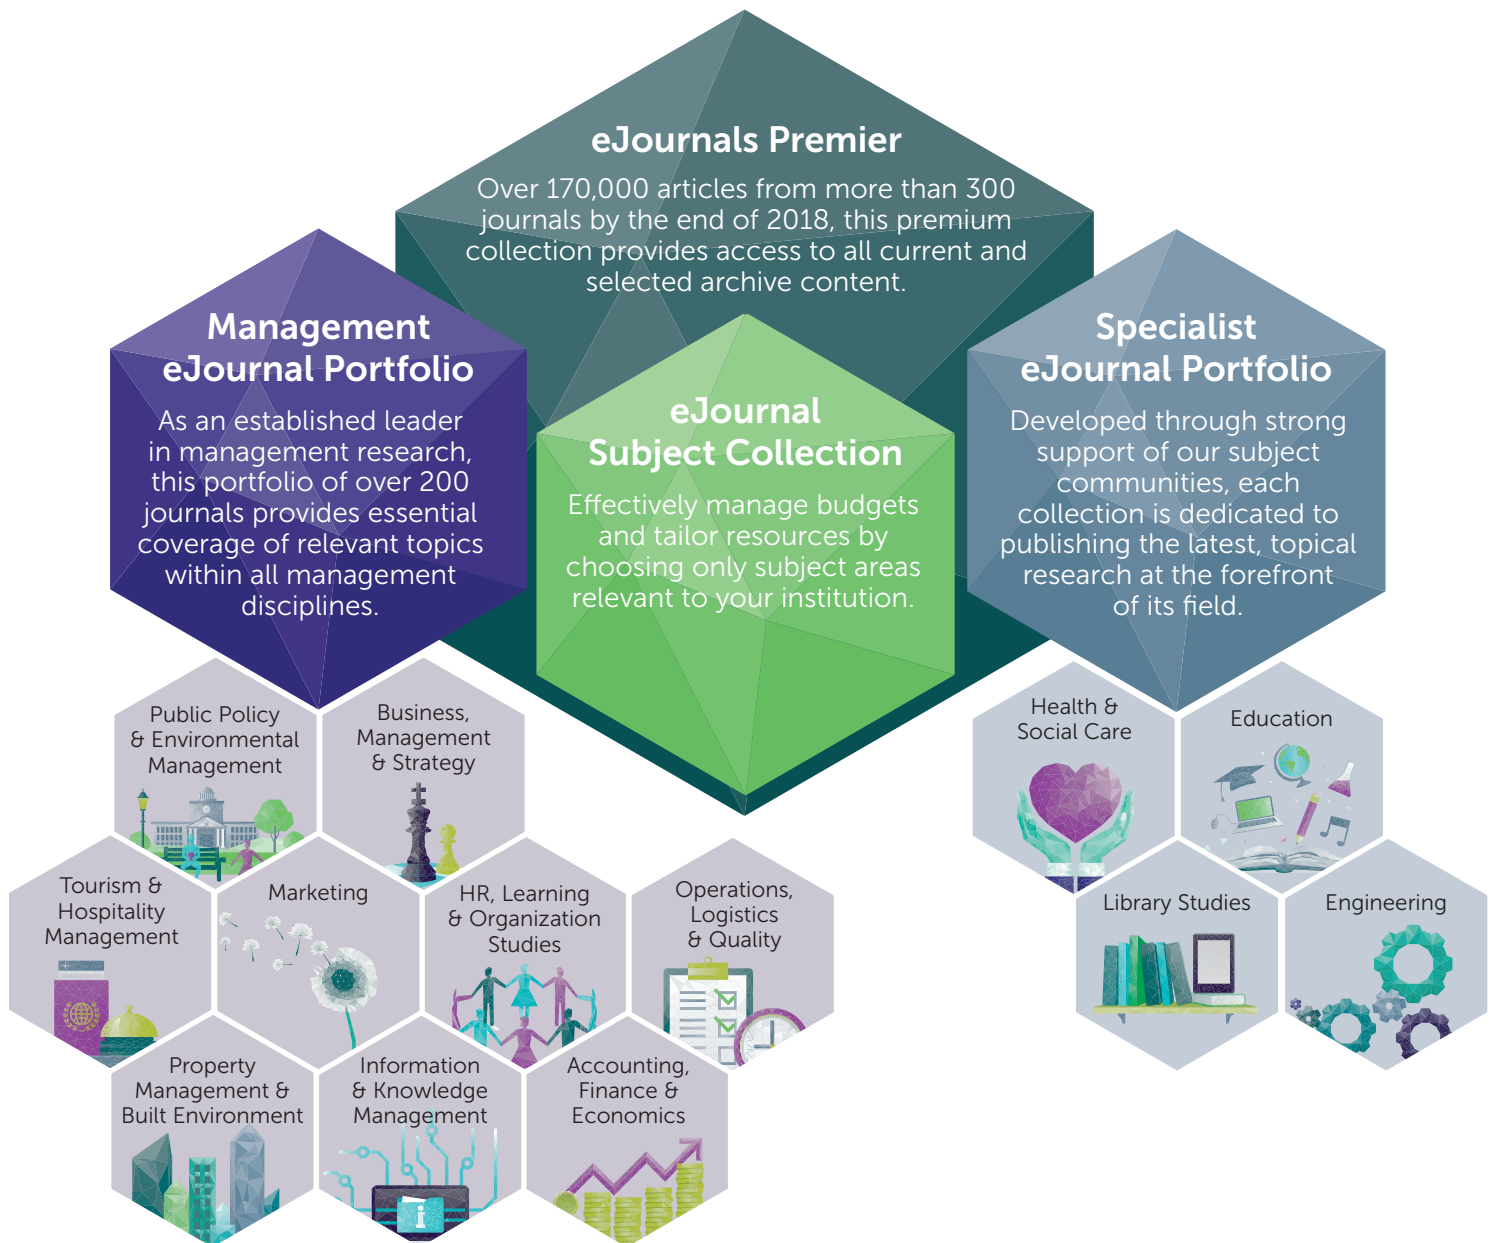 eJournals Premier
Over 170,000 articles from more than 300
journals by the end of 2018, this premium
collection provides access to all current and
selected archive content.
Management
eJournal Portfolio
As an established leader
in management research,
this portfolio of over 200
journals provides essential
coverage of relevant topics
within all management
disciplines.
eJournal
Subject Collection
Effectively manage budgets
and tailor resources by
choosing only subject areas
relevant to your institution.
Specialist
eJournal Portfolio
Developed through strong
support of our subject
communities, each
collection is dedicated to
publishing the latest, topical
research at the forefront
of its field.
Public Policy
& Environmental
Management
Business,
Management
& Strategy
Health &
Social Care
Education
Tourism &
Hospitality
Management
Marketing
HR, Learning
& Organization
Studies
Operations,
Logistics
& Quality
Library Studies
Engineering
Property
Management &
Built Environment
Information
& Knowledge
Management
i
Accounting,
Finance &
Economics